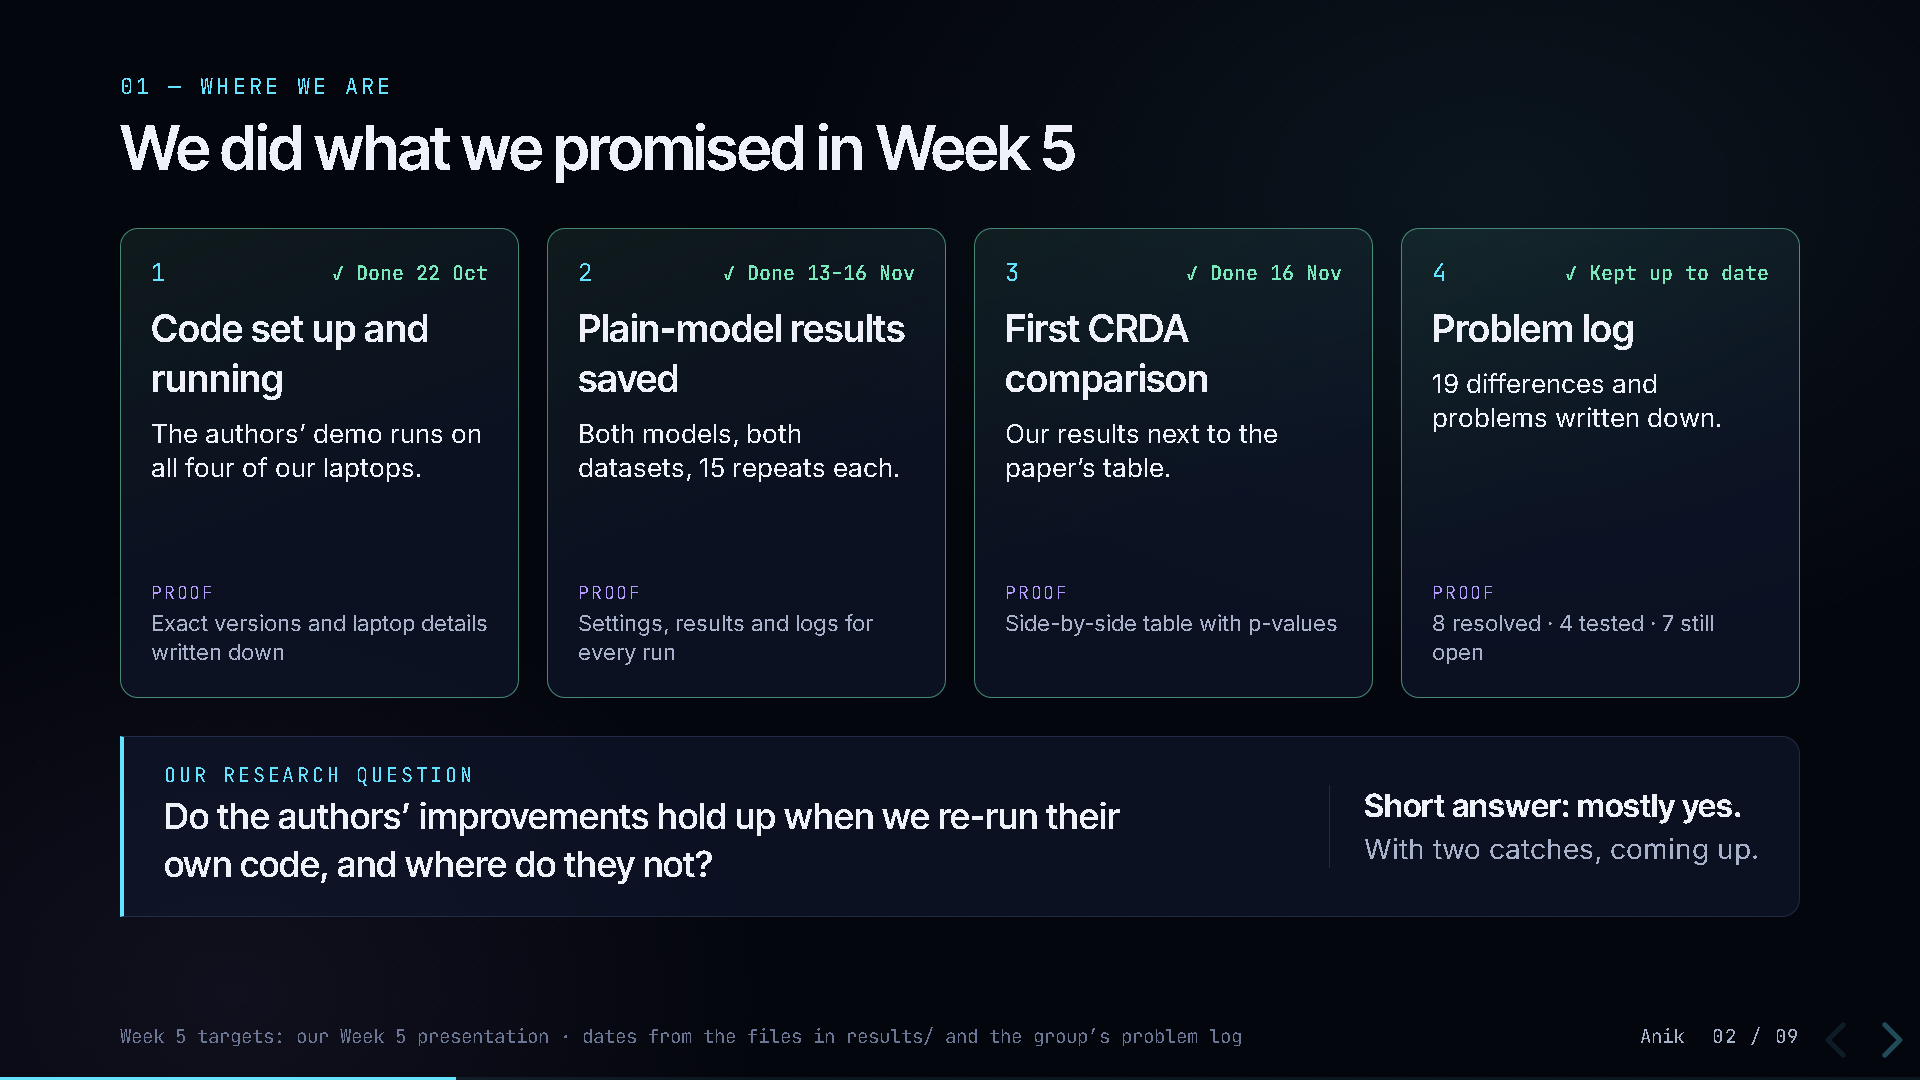 01 — WHERE WE ARE
We did what we promised in Week 5
1
✓ Done 22 Oct
Code set up and
running
The authors’ demo runs on
all four of our laptops.
PROOF
Exact versions and laptop details
written down
2
✓ Done 13-16 Nov
Plain-model results
saved
Both models, both
datasets, 15 repeats each.
PROOF
Settings, results and logs for
every run
3
✓ Done 16 Nov
First CRDA
comparison
Our results next to the
paper’s table.
PROOF
Side-by-side table with p-values
4
✓ Kept up to date
Problem log
19 differences and
problems written down.
PROOF
8 resolved · 4 tested · 7 still
open
OUR RESEARCH QUESTION
Do the authors’ improvements hold up when we re-run their
own code, and where do they not?
Short answer: mostly yes.
With two catches, coming up.
Week 5 targets: our Week 5 presentation · dates from the files in results/ and the group’s problem log
Anik 02 / 09